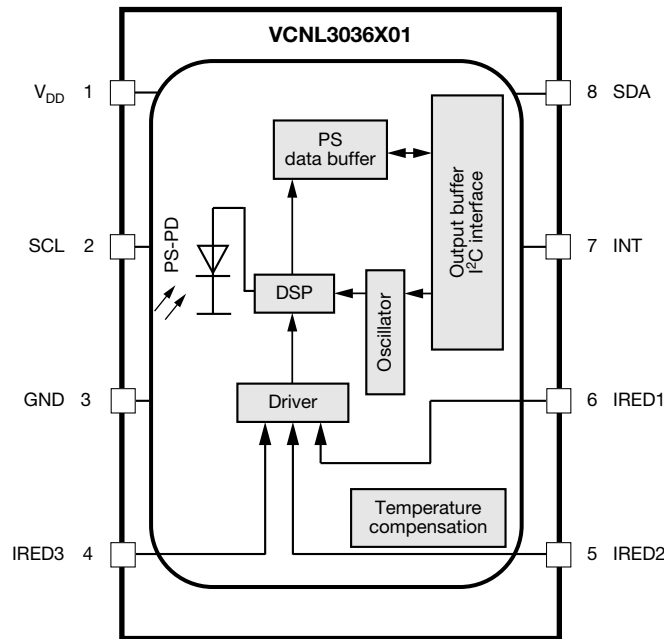 VCNL3036X01
V_DD 1
8 SDA
PS
data buffer
Output buffer
I²C interface
PS-PD
SCL 2
7 INT
DSP
Oscillator
GND 3
Driver
6 IRED1
Temperature
compensation
IRED3 4
5 IRED2